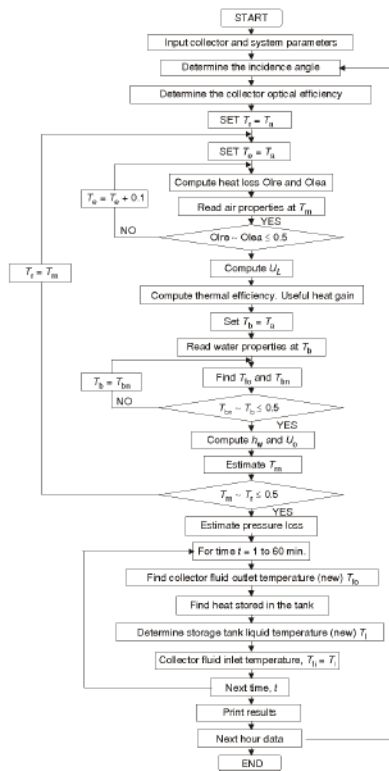 START
Input collector and system parameters
Determine the incidence angle
Determine the collector optical efficiency
SET Tr = Ta
SET Te = Ta
Te = Te + 0.1
Compute heat loss Olre and Olea
Read air properties at Tm
YES
NO
Olre ~ Olea ≤ 0.5
Tr = Tm
Compute UL
Compute thermal efficiency. Useful heat gain
Set Tb = Ta
Read water properties at Tb
Tb = Tbn
Find Tfo and Tbn
NO
Tbn ~ Tb ≤ 0.5
YES
Compute hw and Uo
Estimate Tm
Tm ~ Tr ≤ 0.5
YES
Estimate pressure loss
For time t = 1 to 60 min.
Find collector fluid outlet temperature (new) Tfo
Find heat stored in the tank
Determine storage tank liquid temperature (new) Tl
Collector fluid inlet temperature, Tfi = Tl
Next time, t
Print results
Next hour data
END